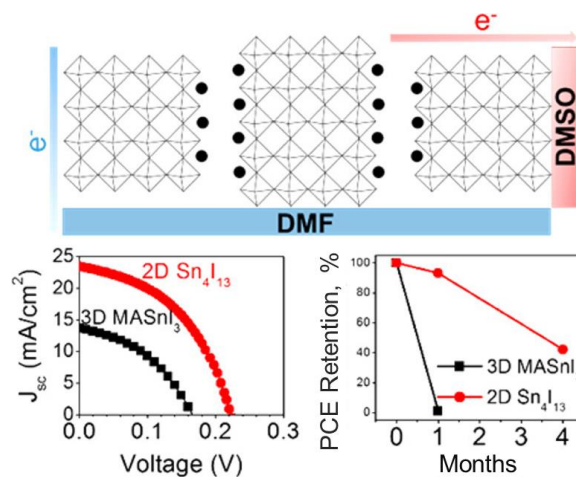 e⁻
e⁻
DMSO
DMF
25
20
15
10
5
0
J_sc (mA/cm²)
2D Sn₄I₁₃
3D MASnI₃
0.0 0.1 0.2 0.3
Voltage (V)
100
80
60
40
20
0
PCE Retention, %
3D MASnI
2D Sn₄I₁₃
0 1 2 3 4
Months